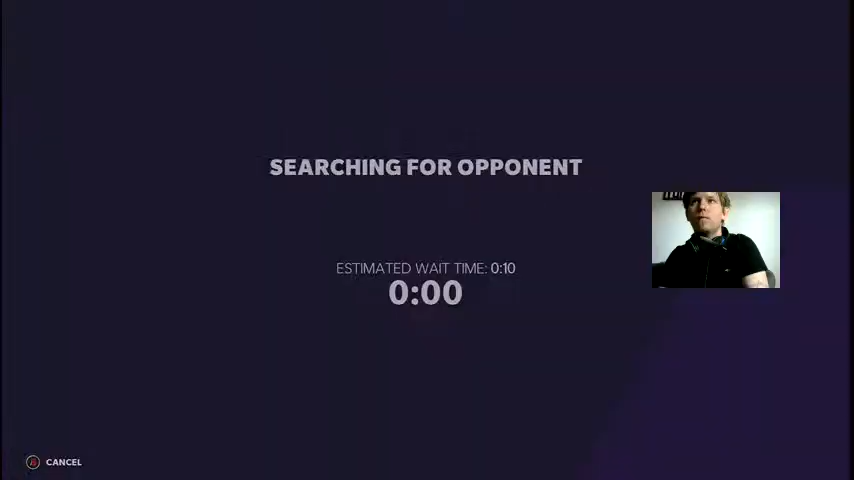 SEARCHING FOR OPPONENT
ESTIMATED WAIT TIME: 0:10
0:00
CANCEL